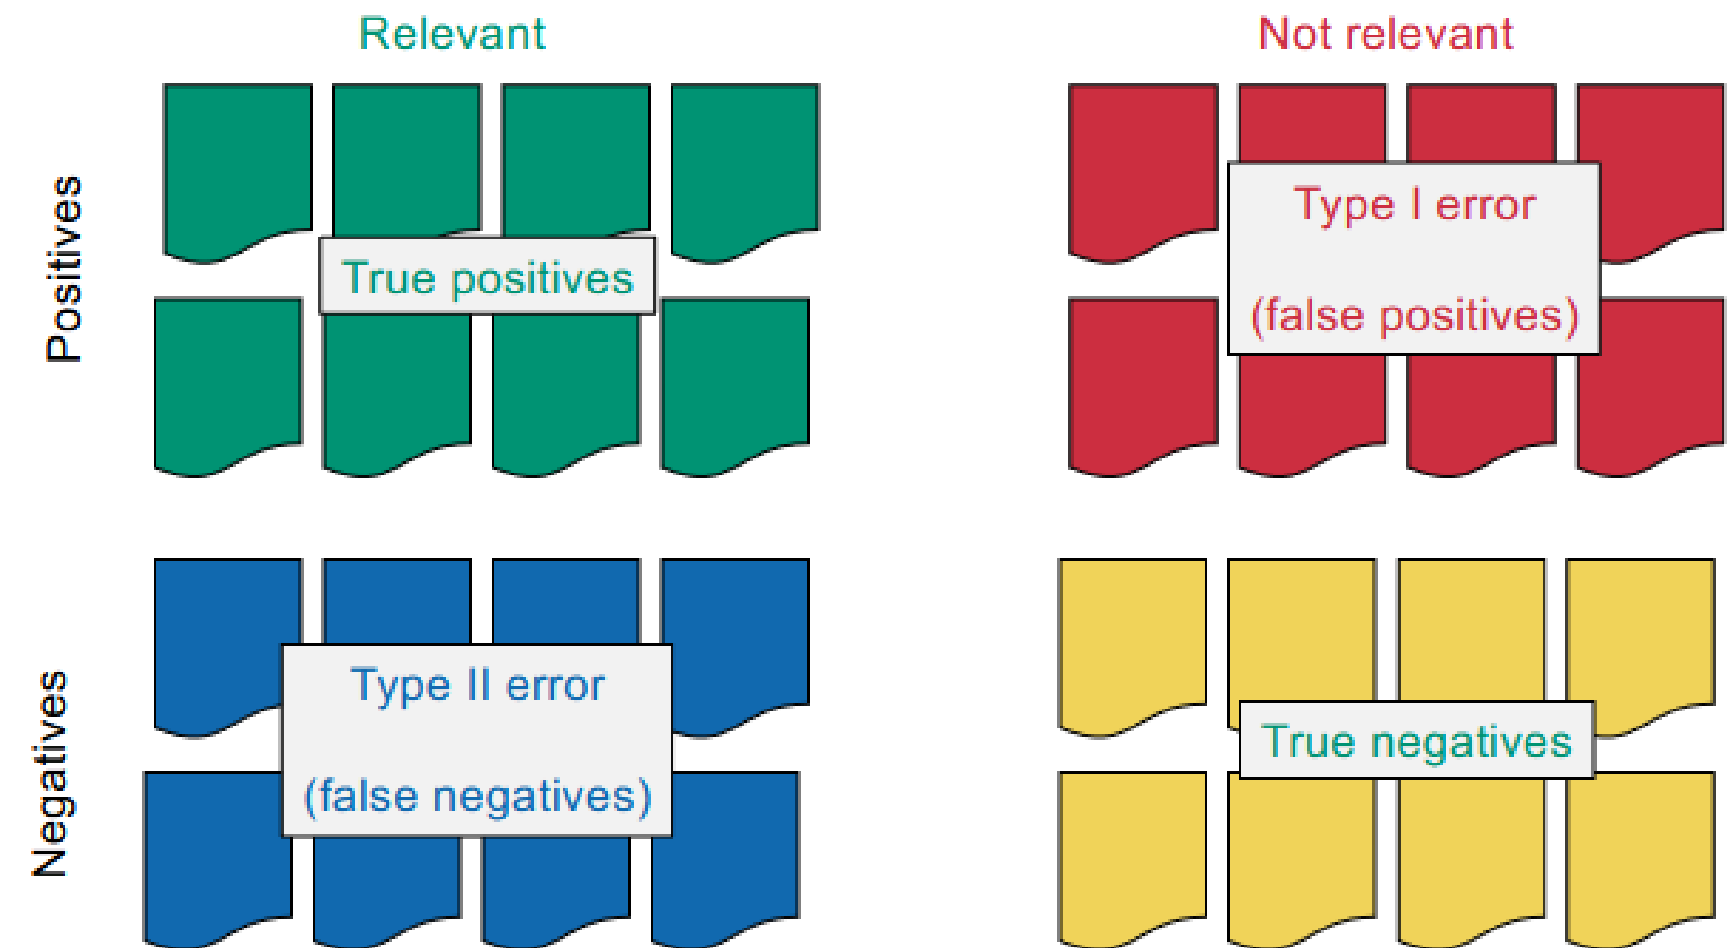 Relevant
Not relevant
Positives
True positives
Type I error
(false positives)
Negatives
Type II error
(false negatives)
True negatives